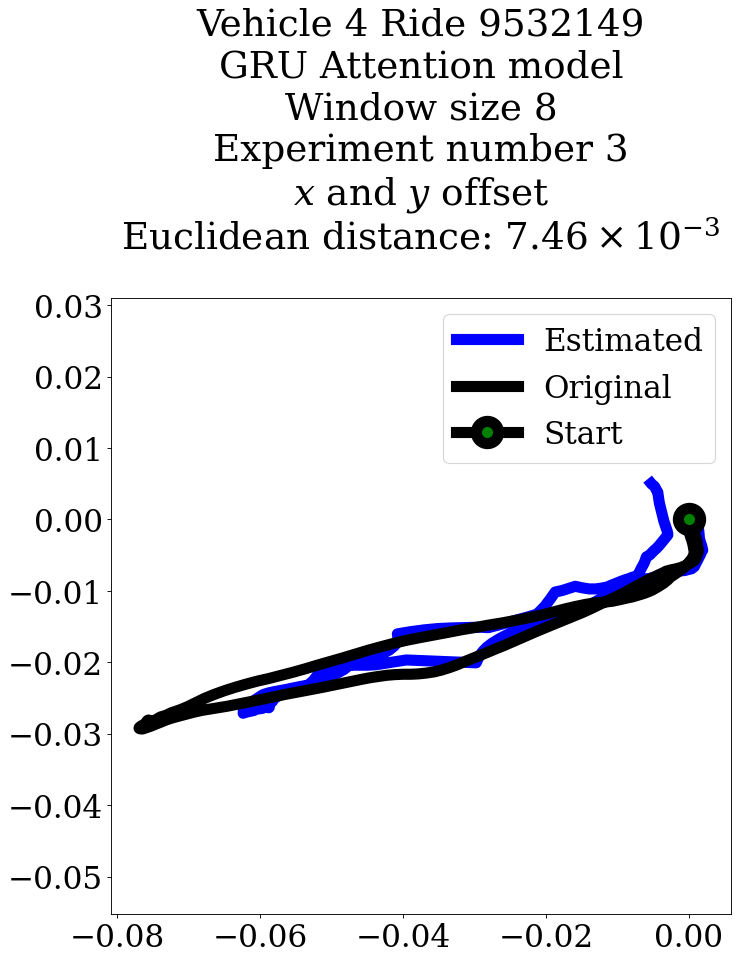 Vehicle 4 Ride 9532149
GRU Attention model
Window size 8
Experiment number 3
x and y offset
Euclidean distance: 7.46 × 10⁻³
Estimated
Original
Start
0.03
0.02
0.01
0.00
−0.01
−0.02
−0.03
−0.04
−0.05
−0.08 −0.06 −0.04 −0.02 0.00